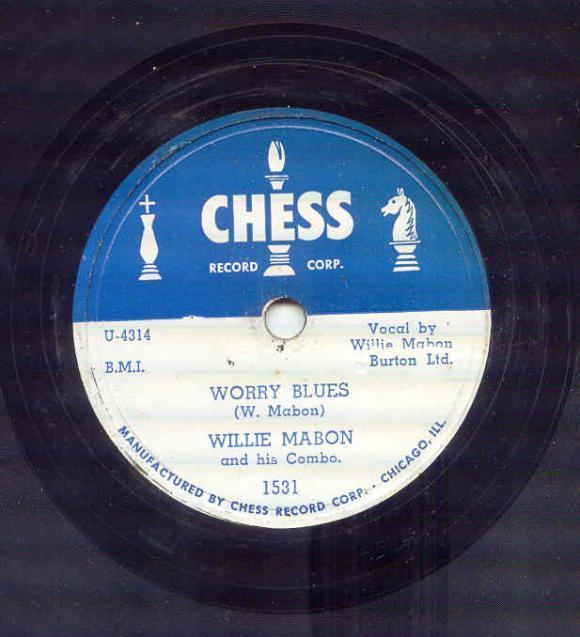 CHESS
RECORD CORP.
U-4314
B.M.I.
Vocal by
Willie Mabon
Burton Ltd.
WORRY BLUES
(W. Mabon)
WILLIE MABON
and his Combo.
1531
MANUFACTURED BY CHESS RECORD CORP. • CHICAGO, ILL.